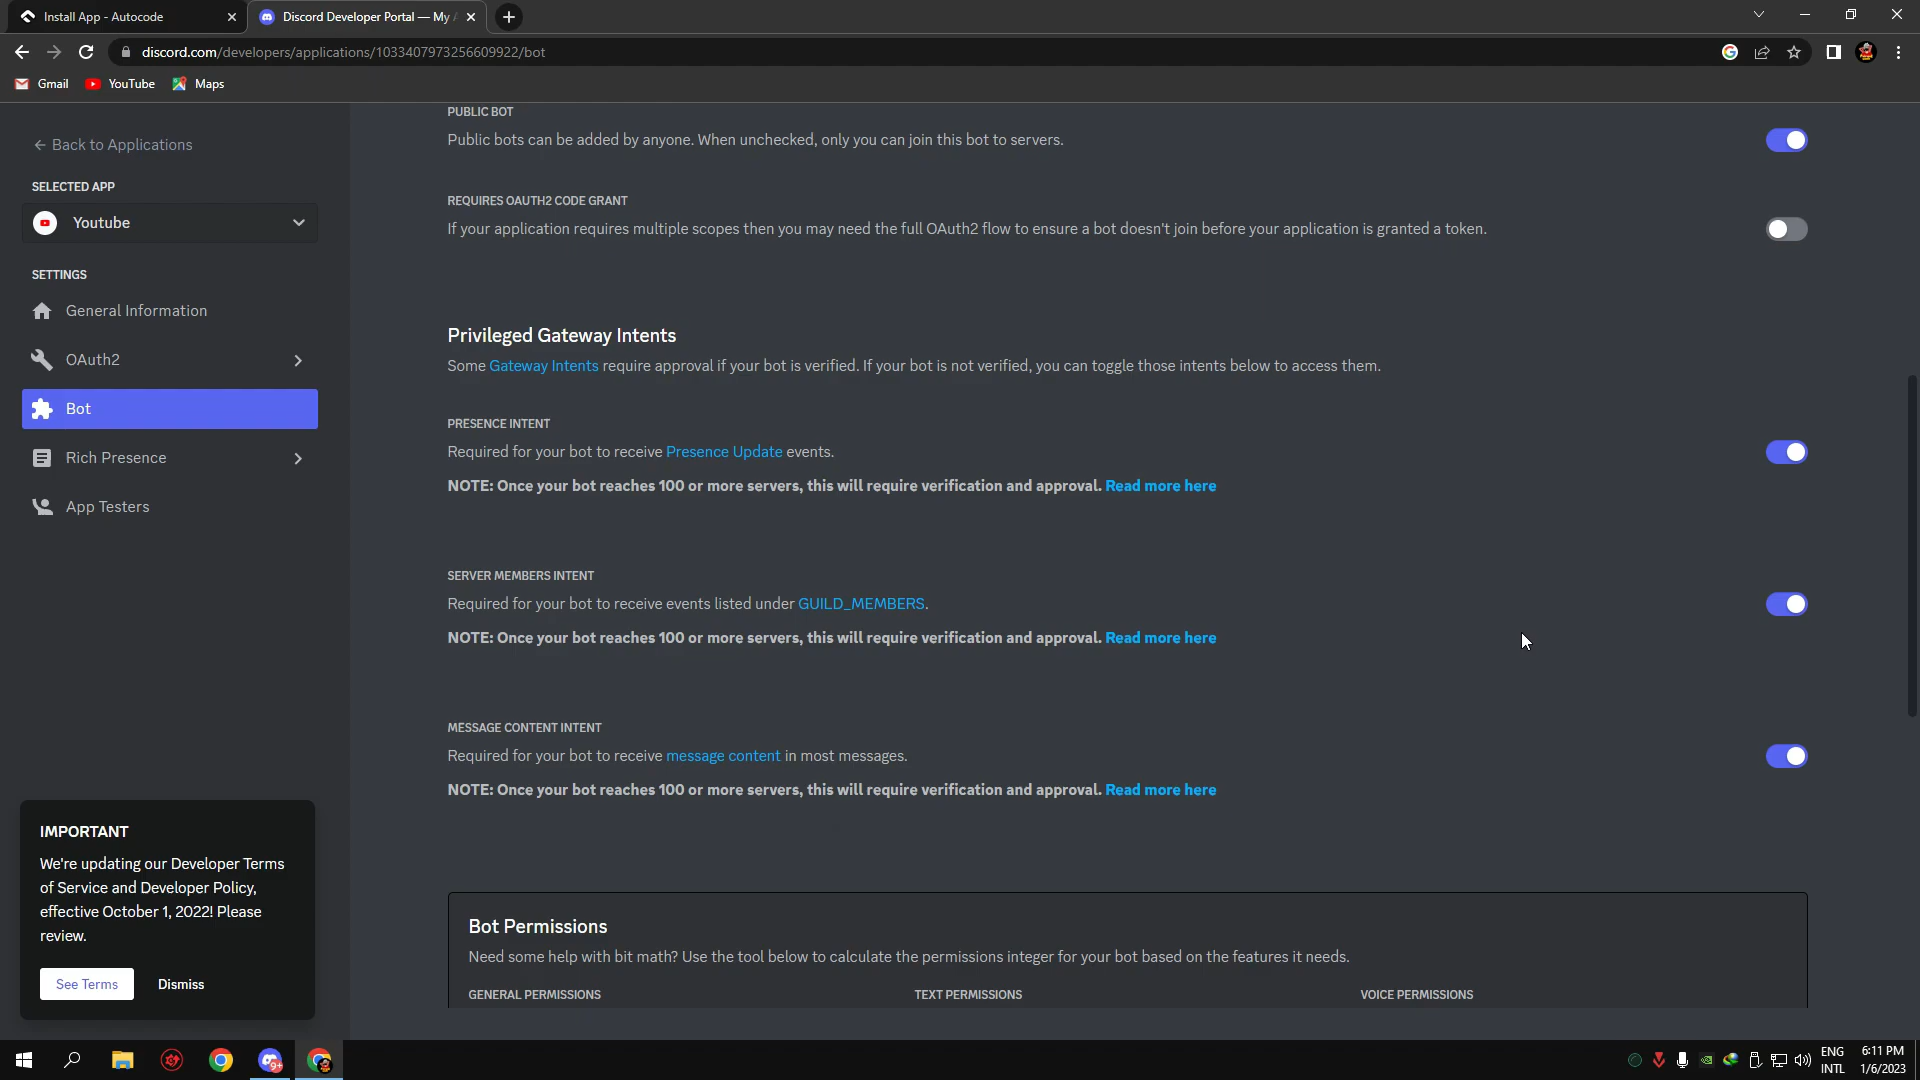 Install App - Autocode
Discord Developer Portal — My A
discord.com/developers/applications/1033407973256609922/bot
Gmail
YouTube
Maps
← Back to Applications
SELECTED APP
Youtube
SETTINGS
General Information
OAuth2
Bot
Rich Presence
App Testers
IMPORTANT
We're updating our Developer Terms
of Service and Developer Policy,
effective October 1, 2022! Please
review.
See Terms
Dismiss
PUBLIC BOT
Public bots can be added by anyone. When unchecked, only you can join this bot to servers.
REQUIRES OAUTH2 CODE GRANT
If your application requires multiple scopes then you may need the full OAuth2 flow to ensure a bot doesn't join before your application is granted a token.
Privileged Gateway Intents
Some Gateway Intents require approval if your bot is verified. If your bot is not verified, you can toggle those intents below to access them.
PRESENCE INTENT
Required for your bot to receive Presence Update events.
NOTE: Once your bot reaches 100 or more servers, this will require verification and approval. Read more here
SERVER MEMBERS INTENT
Required for your bot to receive events listed under GUILD_MEMBERS.
NOTE: Once your bot reaches 100 or more servers, this will require verification and approval. Read more here
MESSAGE CONTENT INTENT
Required for your bot to receive message content in most messages.
NOTE: Once your bot reaches 100 or more servers, this will require verification and approval. Read more here
Bot Permissions
Need some help with bit math? Use the tool below to calculate the permissions integer for your bot based on the features it needs.
GENERAL PERMISSIONS
TEXT PERMISSIONS
VOICE PERMISSIONS
9+
ENG
INTL
6:11 PM
1/6/2023